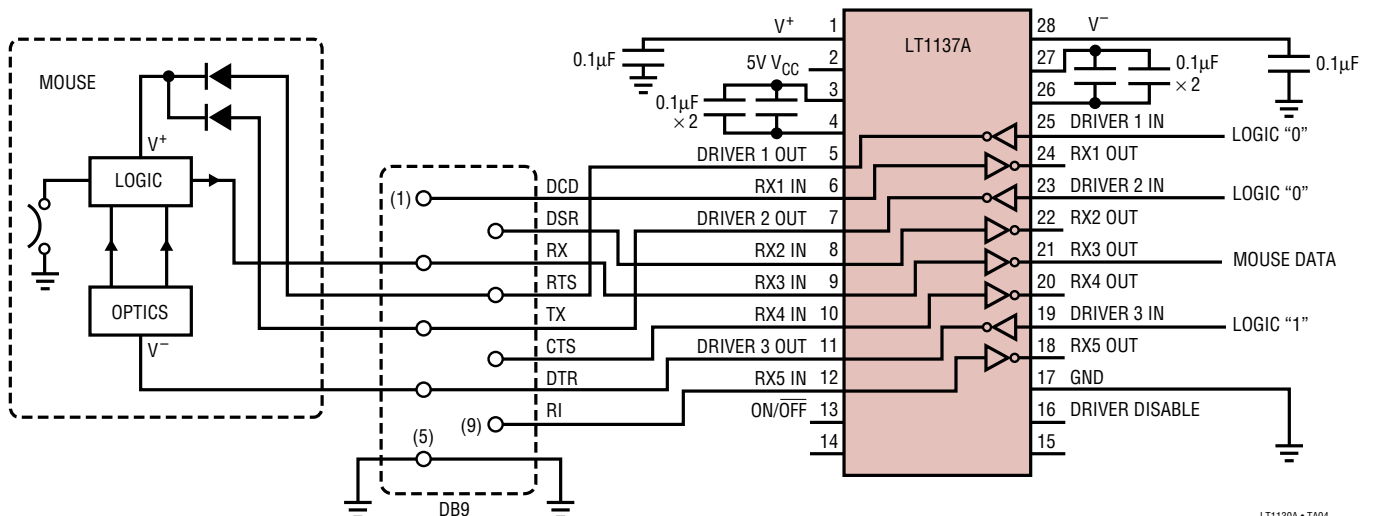 MOUSE
V+
LOGIC
OPTICS
V−
(1)
(9)
(5)
DB9
DCD
DSR
RX
RTS
TX
CTS
DTR
RI
0.1µF
5V VCC
0.1µF
× 2
V+ 1
2
3
4
DRIVER 1 OUT 5
RX1 IN 6
DRIVER 2 OUT 7
RX2 IN 8
RX3 IN 9
RX4 IN 10
DRIVER 3 OUT 11
RX5 IN 12
ON/OFF 13
14
LT1137A
28 V−
27
26
0.1µF
× 2
0.1µF
25 DRIVER 1 IN LOGIC “0”
24 RX1 OUT
23 DRIVER 2 IN LOGIC “0”
22 RX2 OUT
21 RX3 OUT MOUSE DATA
20 RX4 OUT
19 DRIVER 3 IN LOGIC “1”
18 RX5 OUT
17 GND
16 DRIVER DISABLE
15